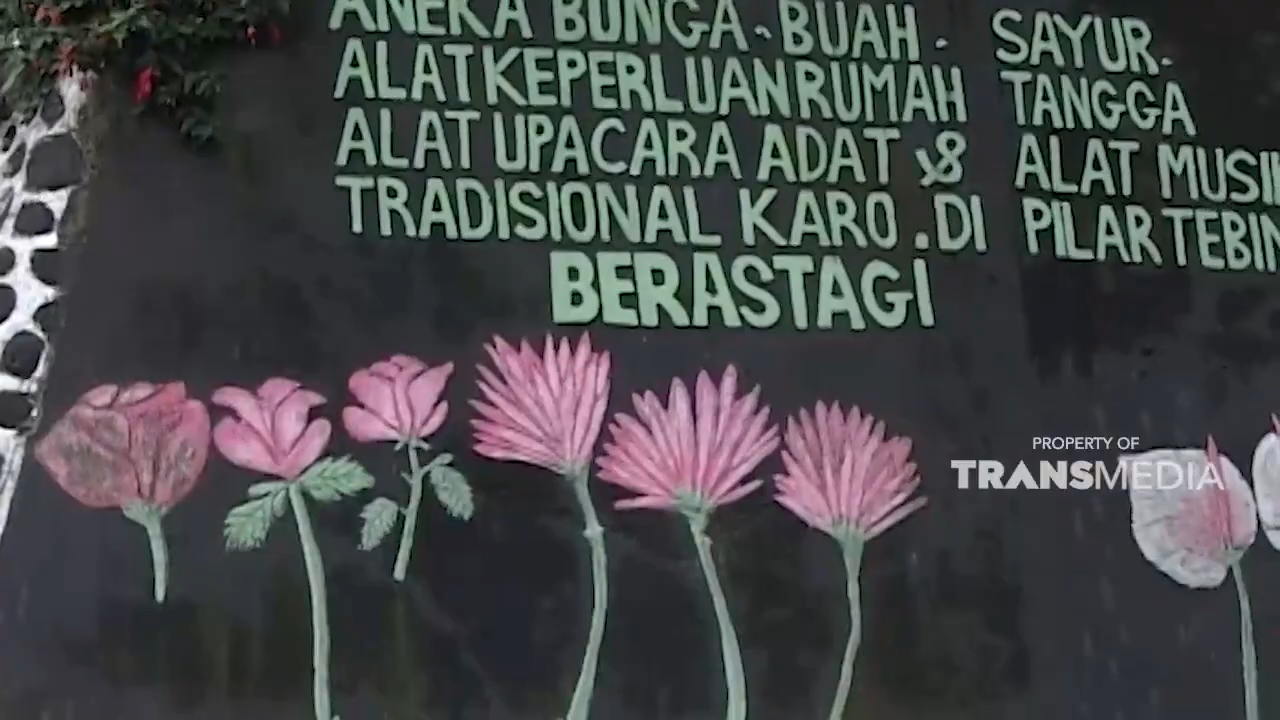 ANEKA BUNGA. BUAH. SAYUR.
ALAT KEPERLUAN RUMAH TANGGA
ALAT UPACARA ADAT & ALAT MUSIK
TRADISIONAL KARO. DI PILAR TEBIN
BERASTAGi
PROPERTY OF
TRANSMEDIA